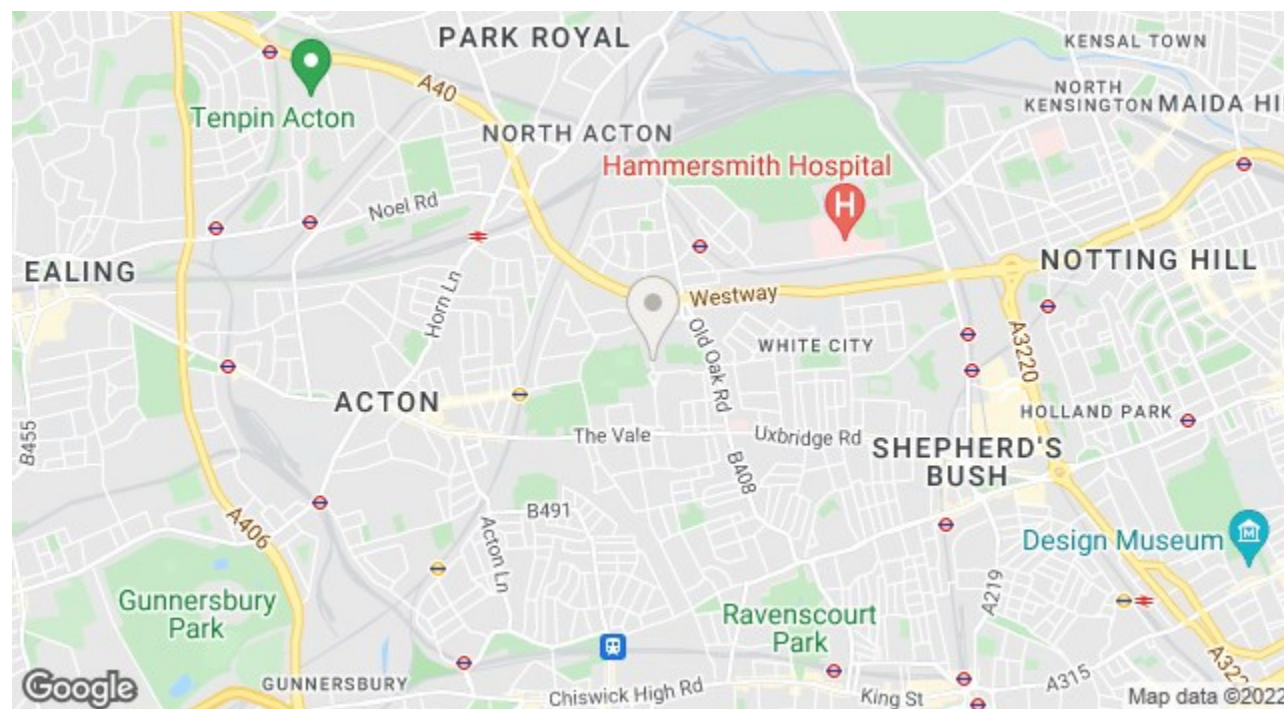 PARK ROYAL
KENSAL TOWN
A40
Tenpin Acton
NORTH ACTON
NORTH
KENSINGTON
MAIDA HI
Hammersmith Hospital
H
Noel Rd
EALING
Horn Ln
NOTTING HILL
Westway
Old Oak Rd
WHITE CITY
A3220
ACTON
HOLLAND PARK
The Vale
Uxbridge Rd
B455
SHEPHERD'S
BUSH
B408
A406
B491
Acton Ln
Design Museum
M
A219
Gunnersbury
Park
Ravenscourt
Park
GUNNERSBURY
Chiswick High Rd
King St
A315
A322
Google
Map data ©2022